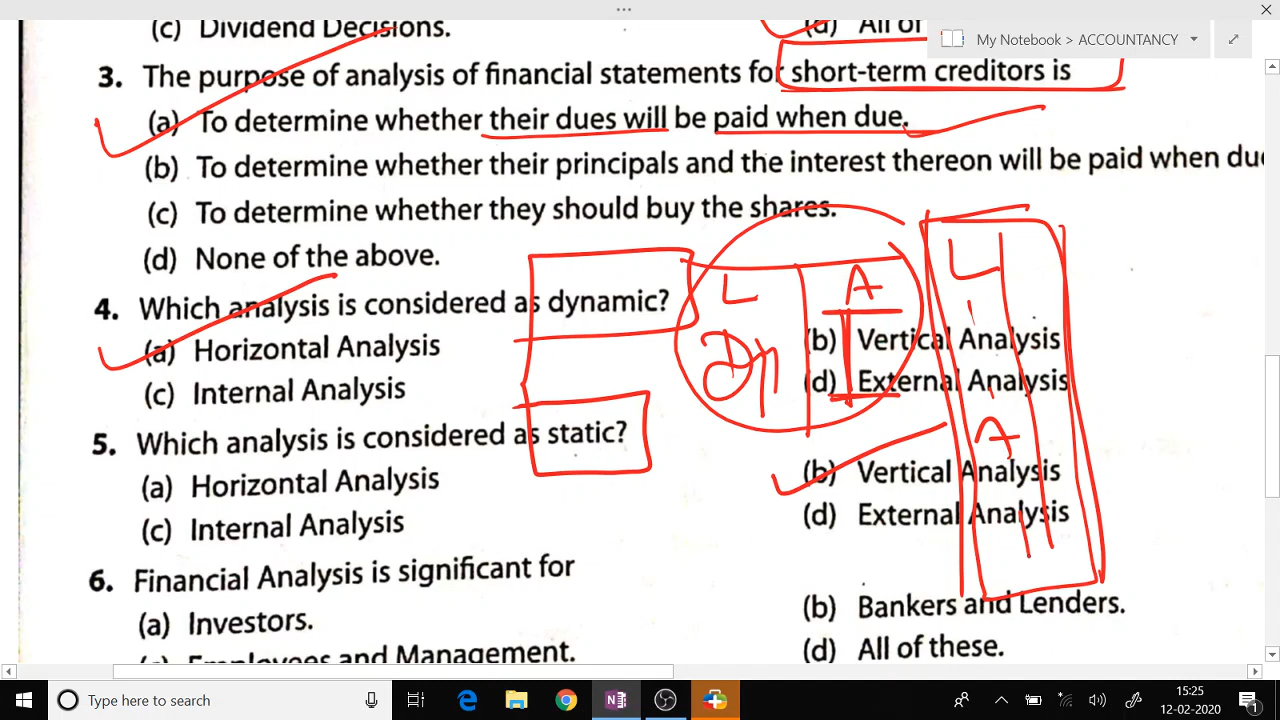 (c) Dividend Decisions.
(d) All of
My Notebook > ACCOUNTANCY
3. The purpose of analysis of financial statements for short-term creditors is
(a) To determine whether their dues will be paid when due.
(b) To determine whether their principals and the interest thereon will be paid when due
(c) To determine whether they should buy the shares.
(d) None of the above.
4. Which analysis is considered as dynamic?
(a) Horizontal Analysis (b) Vertical Analysis
(c) Internal Analysis (d) External Analysis
5. Which analysis is considered as static?
(a) Horizontal Analysis (b) Vertical Analysis
(c) Internal Analysis (d) External Analysis
6. Financial Analysis is significant for
(a) Investors. (b) Bankers and Lenders.
(c) Employees and Management. (d) All of these.
L A
L
A
Type here to search
15:25
12-02-2020
1